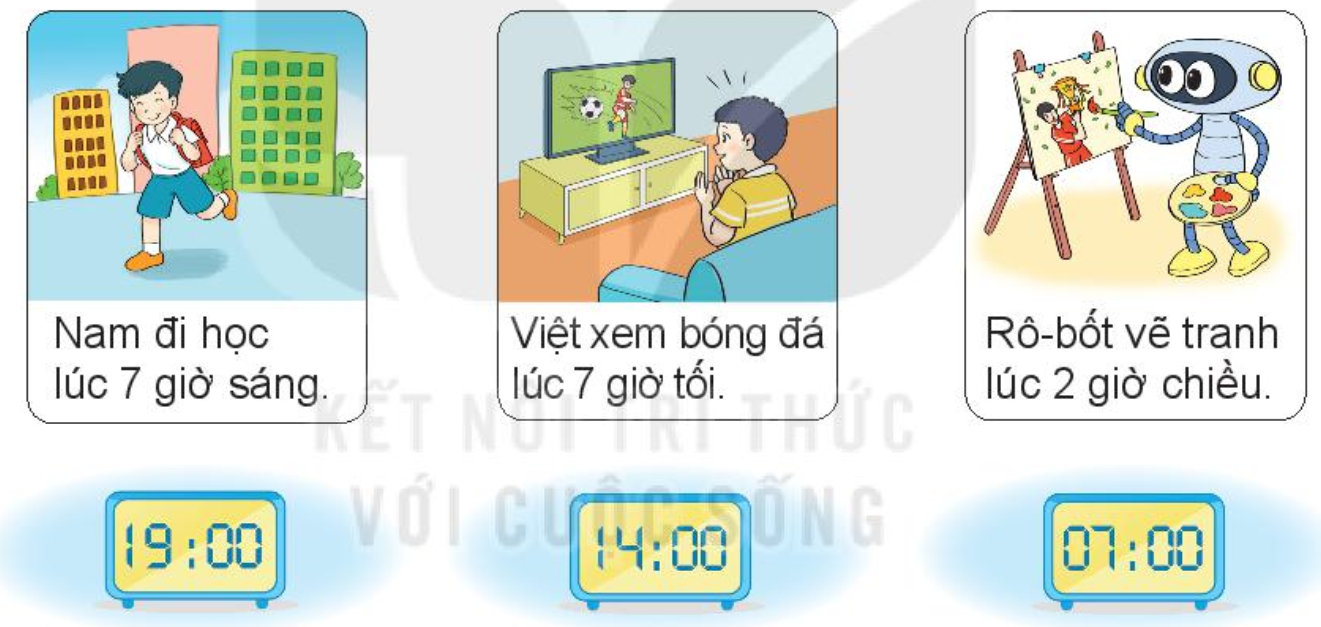 Nam đi học
lúc 7 giờ sáng.
Việt xem bóng đá
lúc 7 giờ tối.
Rô-bốt vẽ tranh
lúc 2 giờ chiều.
KẾT NỐI TRI THỨC
VỚI CUỘC SỐNG
19:00
14:00
07:00